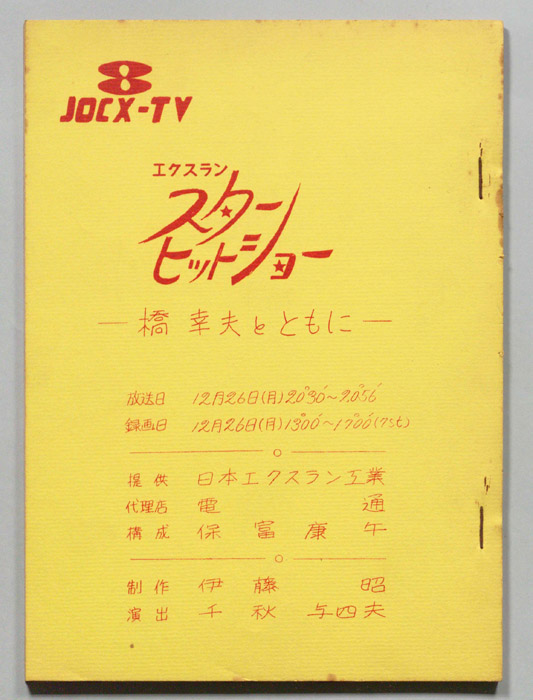 8
JOCX-TV
エクスラン
スター
ヒットショー
―橋 幸夫とともに―
放送日 12月26日(月)20°30'~20°56'
録画日 12月26日(月)13°00'~17°00'(7st)
提供 日本エクスラン工業
代理店 電通
構成 保富康午
制作 伊藤 昭
演出 千秋 与四夫